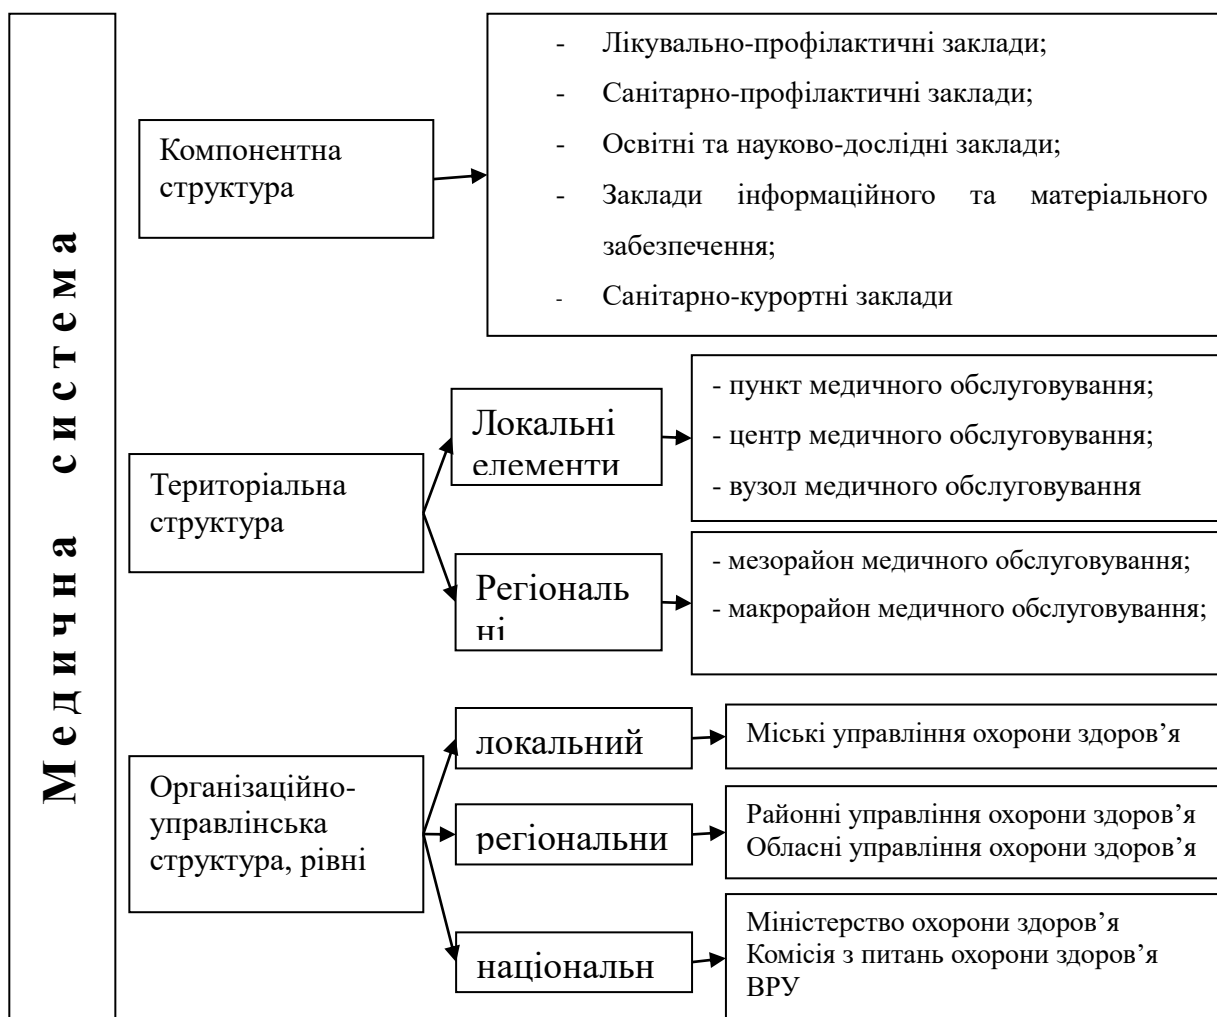 Медична система
Компонентна
структура
- Лікувально-профілактичні заклади;
- Санітарно-профілактичні заклади;
- Освітні та науково-дослідні заклади;
- Заклади інформаційного та матеріального
забезпечення;
- Санітарно-курортні заклади
Територіальна
структура
Локальні
елементи
- пункт медичного обслуговування;
- центр медичного обслуговування;
- вузол медичного обслуговування
Регіональ
ні
- мезорайон медичного обслуговування;
- макрорайон медичного обслуговування;
Організаційно-
управлінська
структура, рівні
локальний
Міські управління охорони здоров’я
регіональни
Районні управління охорони здоров’я
Обласні управління охорони здоров’я
національн
Міністерство охорони здоров’я
Комісія з питань охорони здоров’я
ВРУ